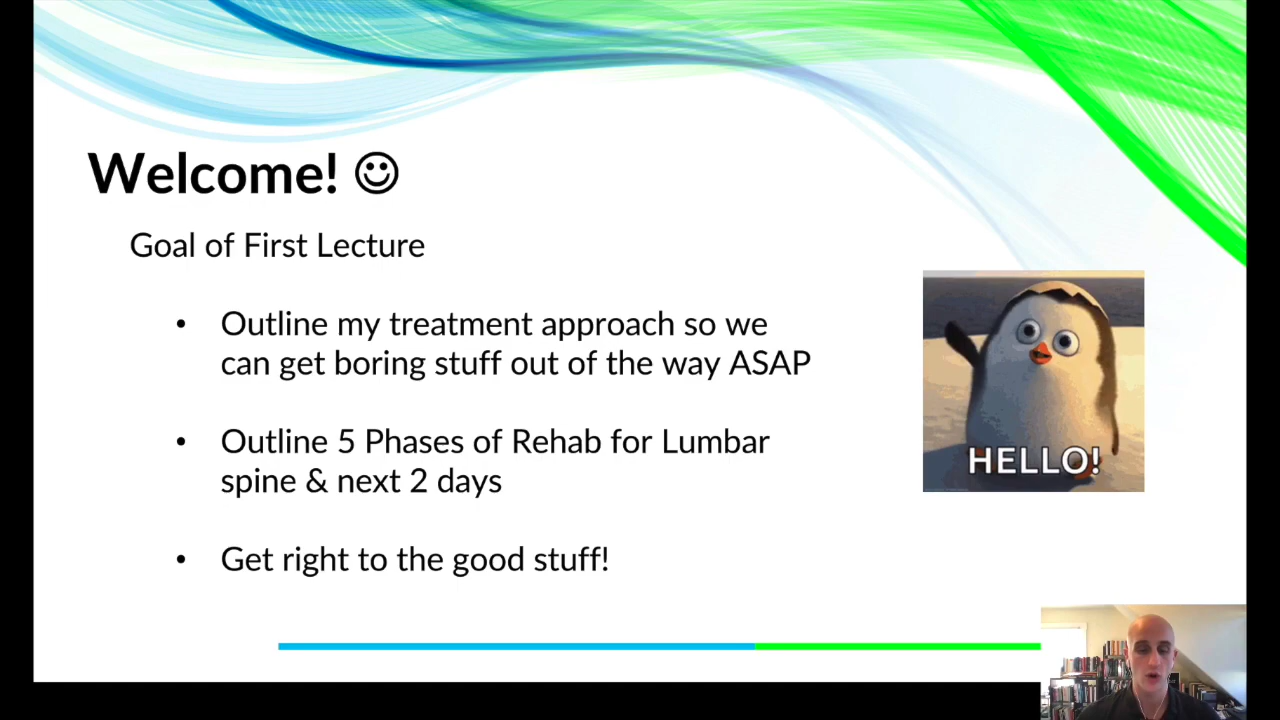 Welcome! ☺
Goal of First Lecture
• Outline my treatment approach so we
can get boring stuff out of the way ASAP
• Outline 5 Phases of Rehab for Lumbar
spine & next 2 days
• Get right to the good stuff!
HELLO!